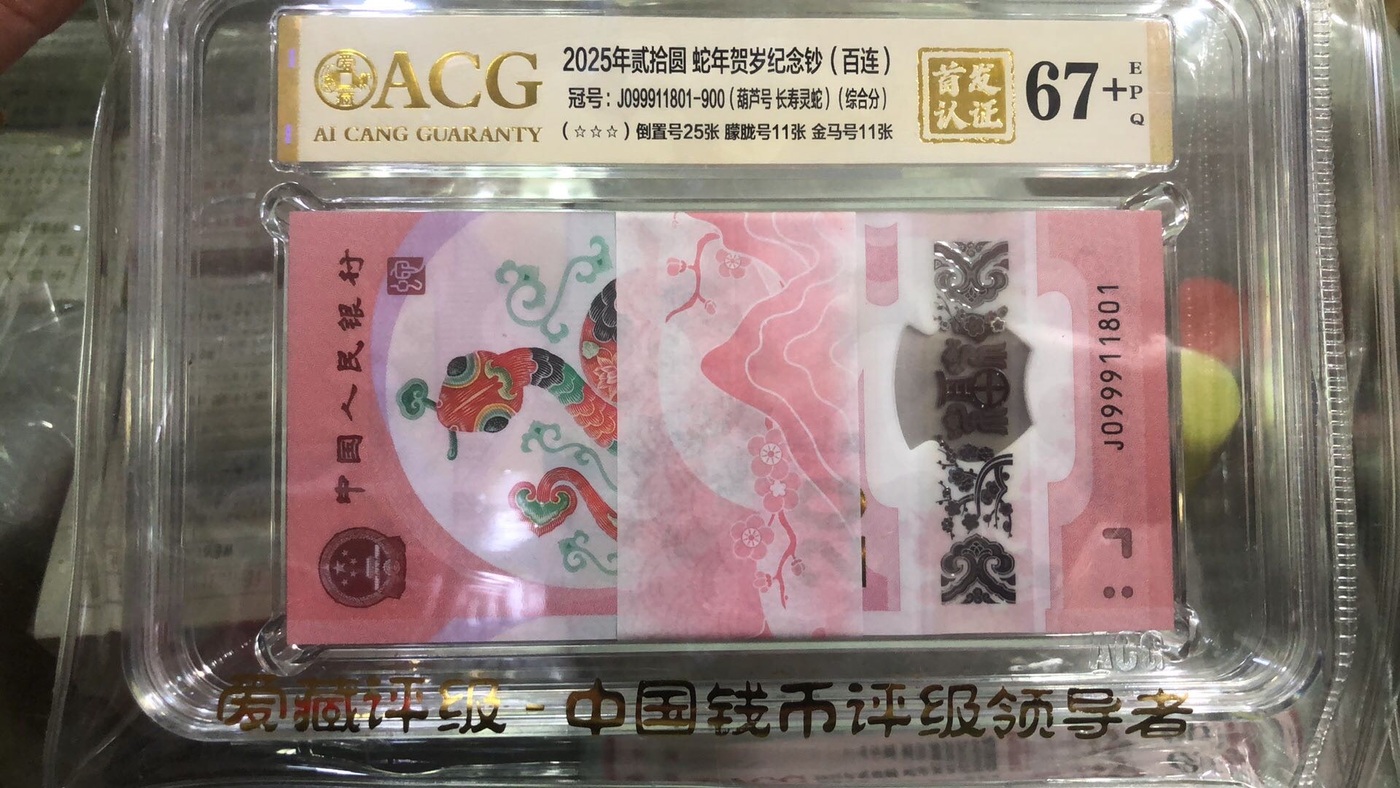 ACG
AI CANG GUARANTY
2025年贰拾圆 蛇年贺岁纪念钞（百连）
冠号：J099911801-900（葫芦号 长寿灵蛇）（综合分）
（☆☆☆）倒置号25张 朦胧号11张 金马号11张
首发认证
67+
EPQ
中国人民银行
J099911801
ACG
爱藏评级-中国钱币评级领导者